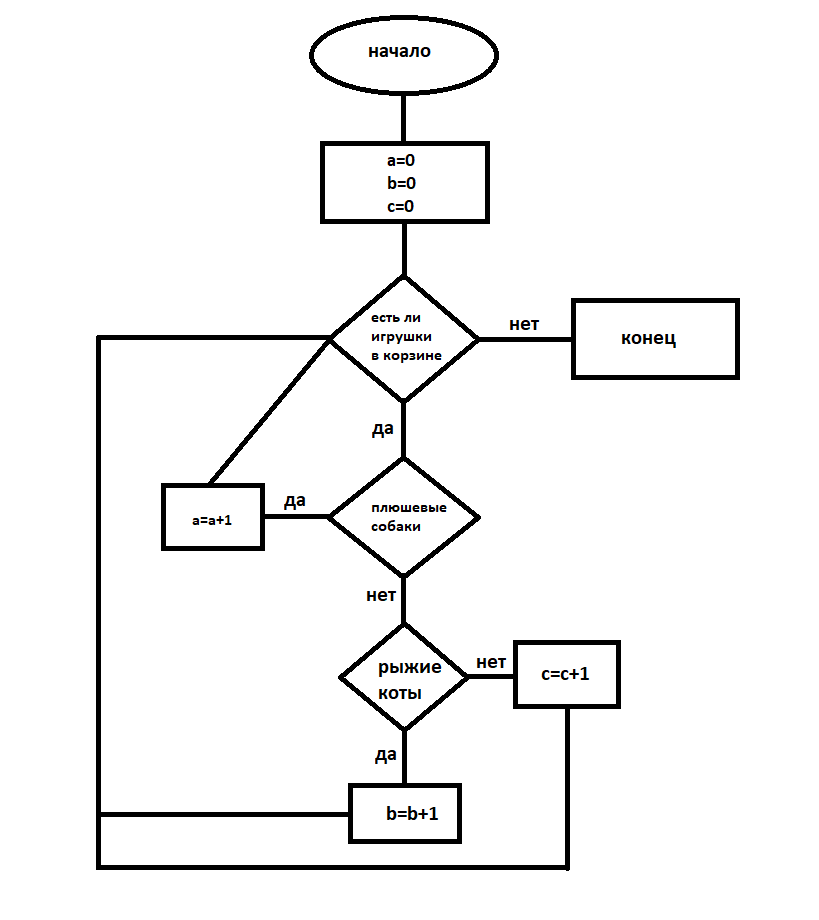 начало
a=0
b=0
c=0
есть ли
игрушки
в корзине
нет
конец
да
плюшевые
собаки
да
a=a+1
нет
рыжие
коты
нет
c=c+1
да
b=b+1